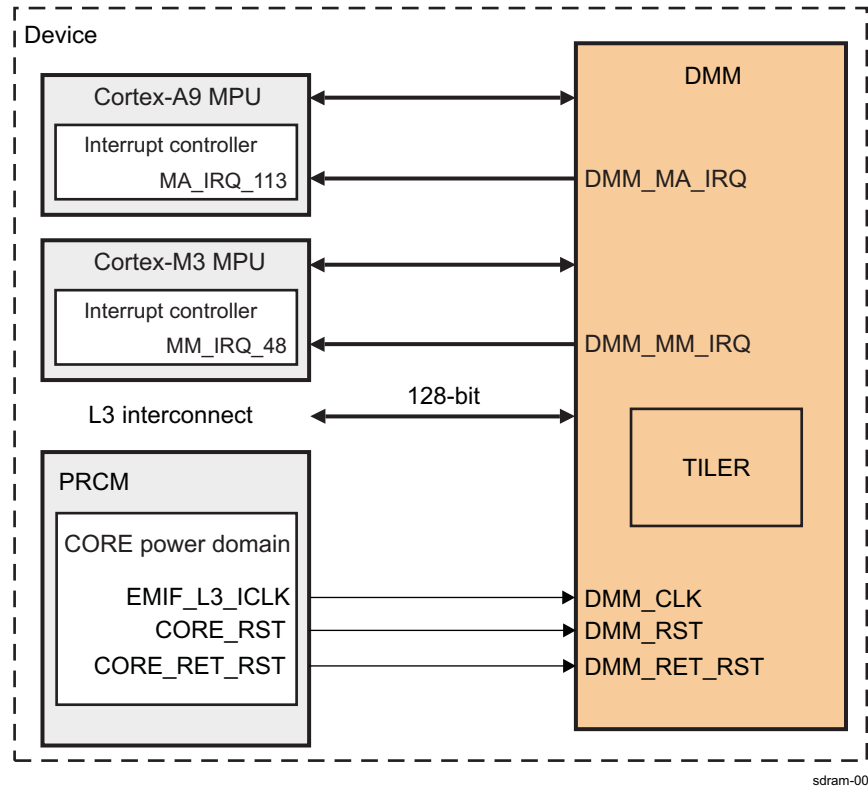 Device
Cortex-A9 MPU
Interrupt controller
MA_IRQ_113
DMM
DMM_MA_IRQ
Cortex-M3 MPU
Interrupt controller
MM_IRQ_48
DMM_MM_IRQ
L3 interconnect
128-bit
TILER
PRCM
CORE power domain
EMIF_L3_ICLK
DMM_CLK
CORE_RST
DMM_RST
CORE_RET_RST
DMM_RET_RST
sdram-00